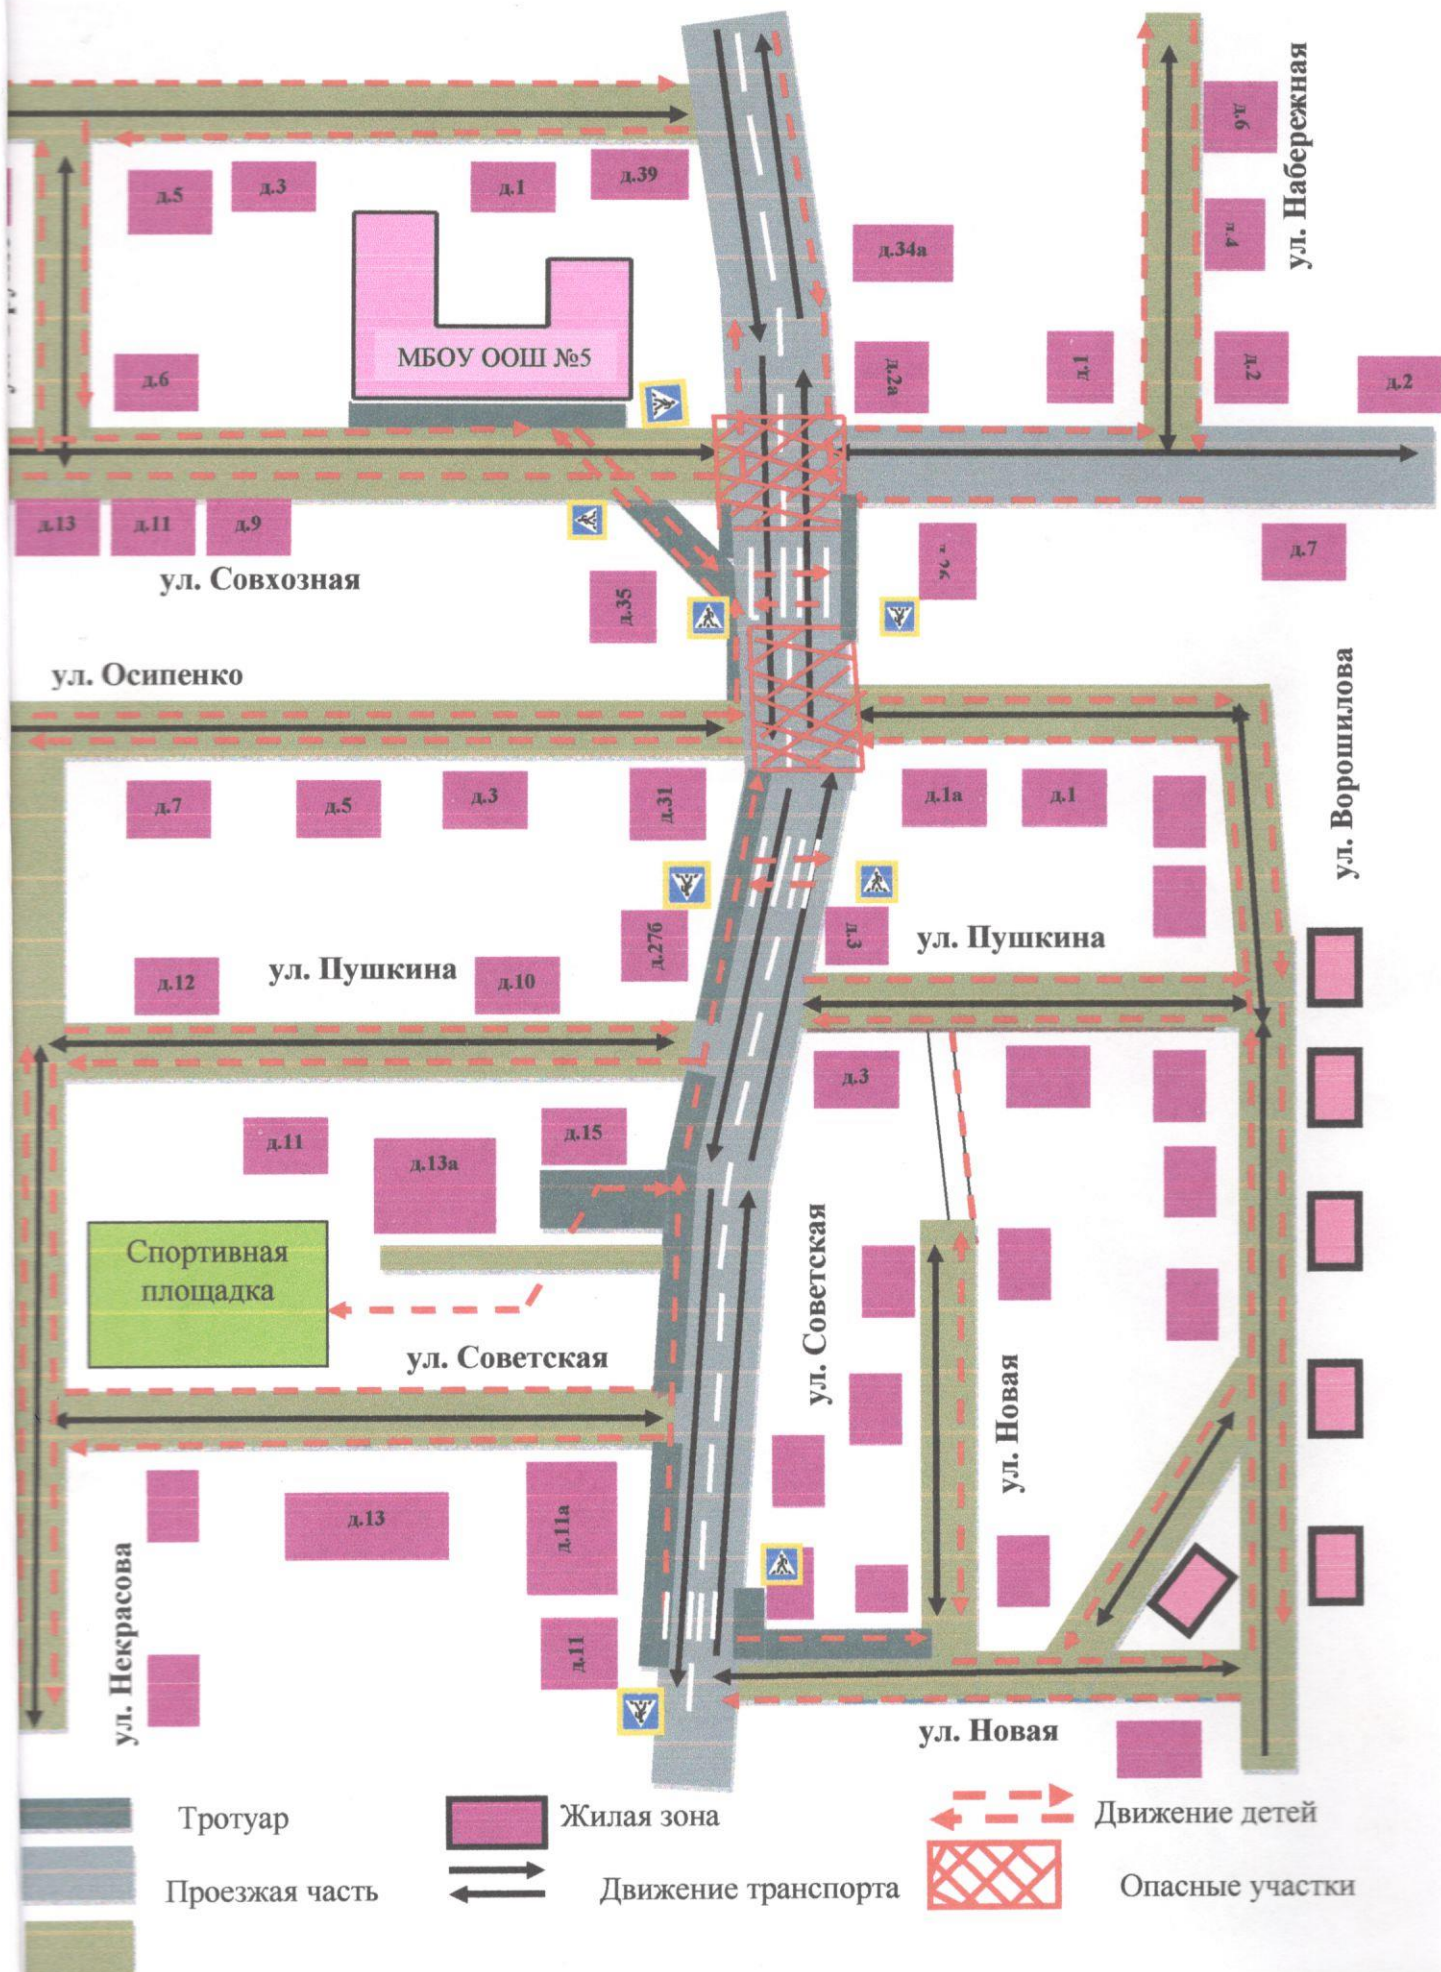 ул. Набережная
д.6
д.5
д.3
д.1
д.39
д.4
д.34а
МБОУ ООШ №5
д.6
д.2а
д.1
д.2
д.2
д.13
д.11
д.9
д.7
ул. Совхозная
д.35
ул. Осипенко
ул. Ворошилова
д.7
д.5
д.3
д.31
д.1а
д.1
д.27б
д.3
ул. Пушкина
ул. Пушкина
д.12
д.10
д.3
д.11
д.13а
д.15
Спортивная
площадка
ул. Советская
ул. Советская
ул. Новая
д.13
д.11а
ул. Некрасова
д.11
ул. Новая
Тротуар
Жилая зона
Движение детей
Проезжая часть
Движение транспорта
Опасные участки